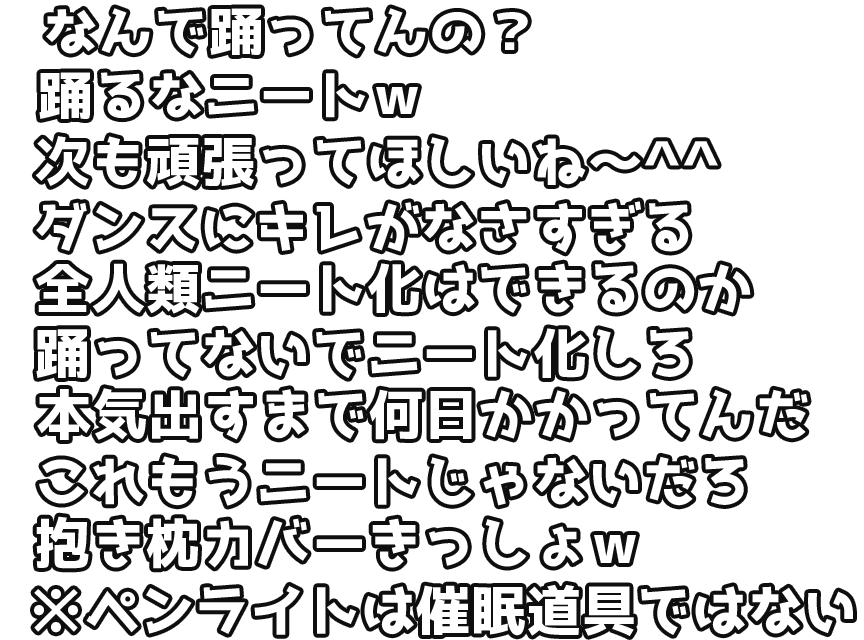 なんで踊ってんの？
踊るなニートw
次も頑張ってほしいね～^^
ダンスにキレがなさすぎる
全人類ニート化はできるのか
踊ってないでニート化しろ
本気出すまで何日かかってんだ
これもうニートじゃないだろ
抱き枕カバーきっしょw
※ペンライトは催眠道具ではない